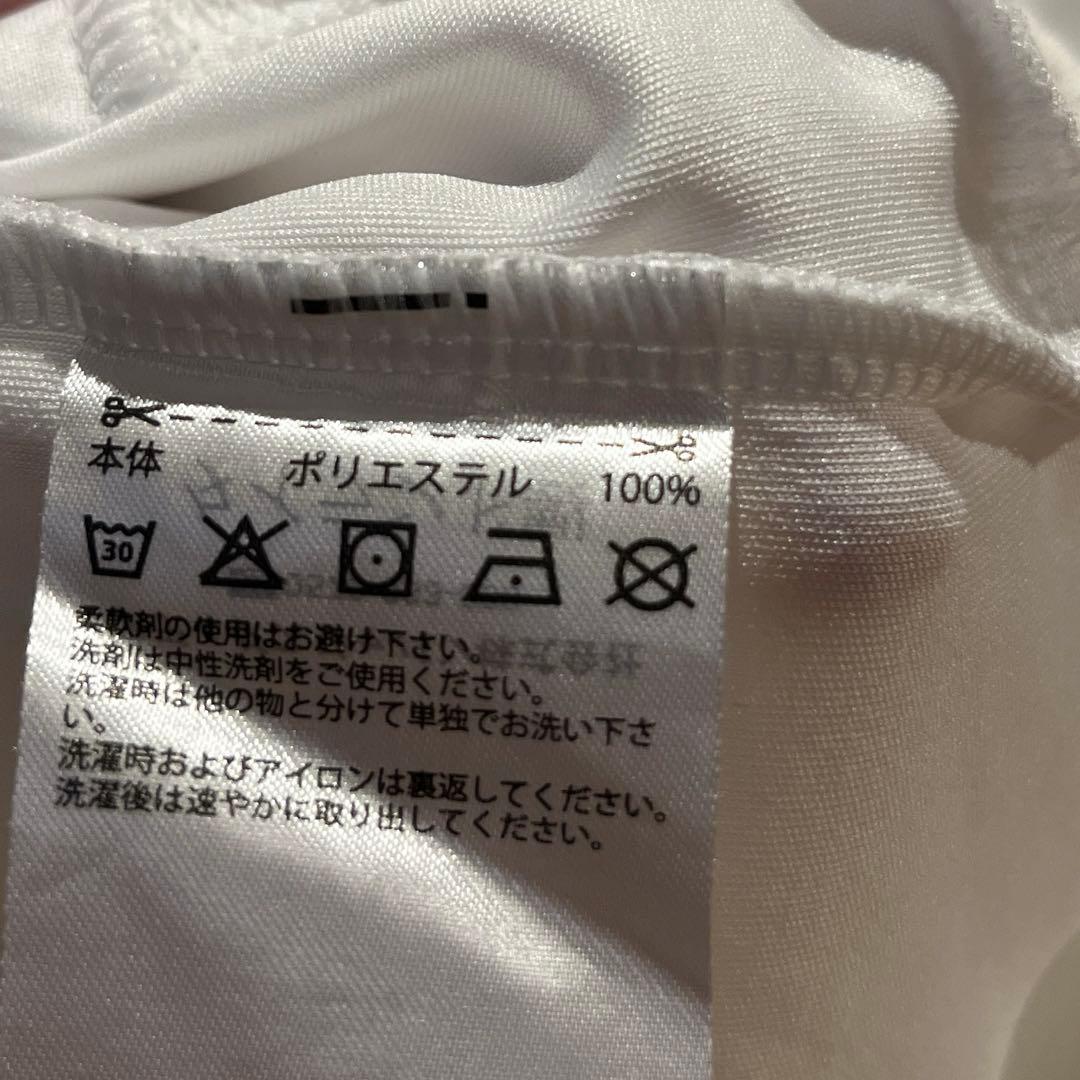 本体 ポリエステル 100%
30
柔軟剤の使用はお避け下さい。
洗剤は中性洗剤をご使用ください。
洗濯時は他の物と分けて単独でお洗い下さ
い。
洗濯時およびアイロンは裏返してください。
洗濯後は速やかに取り出してください。